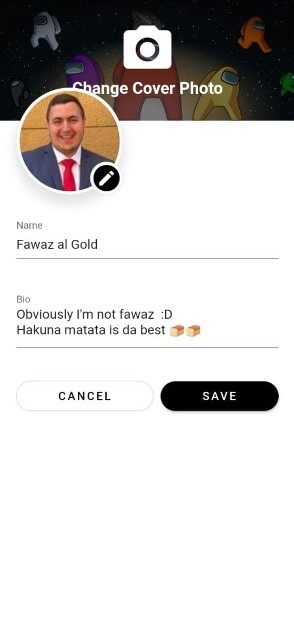 Change Cover Photo
Name
Fawaz al Gold
Bio
Obviously I'm not fawaz :D
Hakuna matata is da best 🍞🍞
CANCEL
SAVE